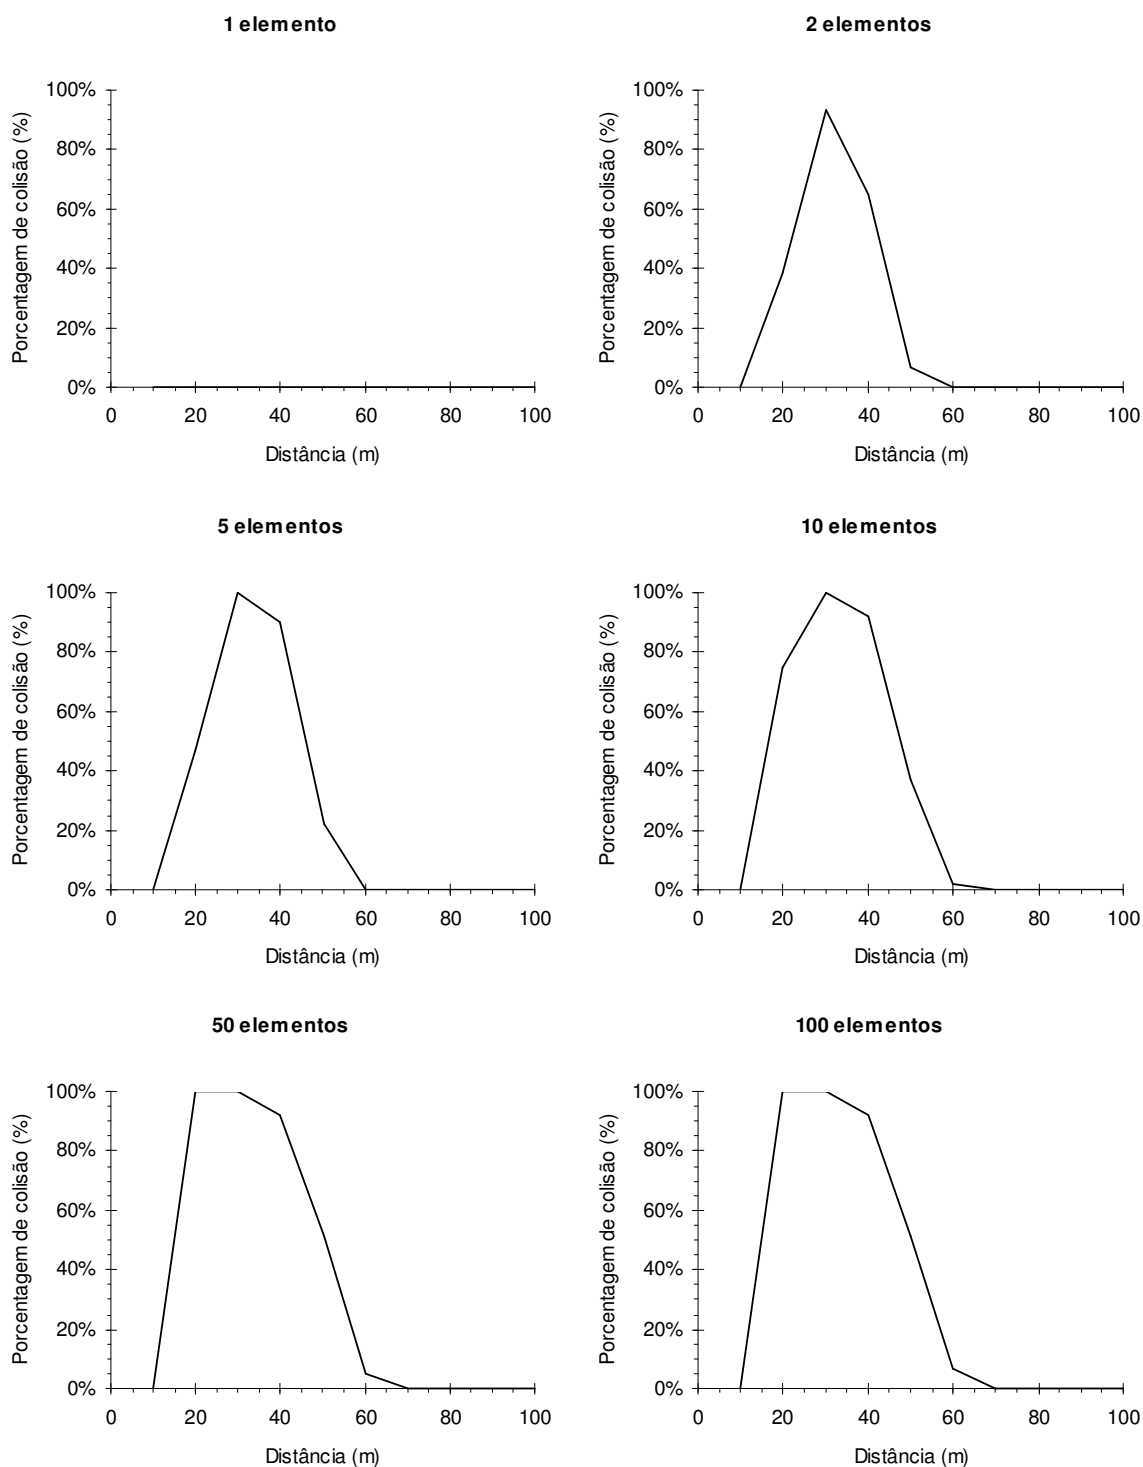 1 elemento
2 elementos
100%
80%
60%
40%
20%
0%
Porcentagem de colisão (%)
0 20 40 60 80 100
Distância (m)
100%
80%
60%
40%
20%
0%
Porcentagem de colisão (%)
0 20 40 60 80 100
Distância (m)
5 elementos
10 elementos
100%
80%
60%
40%
20%
0%
Porcentagem de colisão (%)
0 20 40 60 80 100
Distância (m)
100%
80%
60%
40%
20%
0%
Porcentagem de colisão (%)
0 20 40 60 80 100
Distância (m)
50 elementos
100 elementos
100%
80%
60%
40%
20%
0%
Porcentagem de colisão (%)
0 20 40 60 80 100
Distância (m)
100%
80%
60%
40%
20%
0%
Porcentagem de colisão (%)
0 20 40 60 80 100
Distância (m)